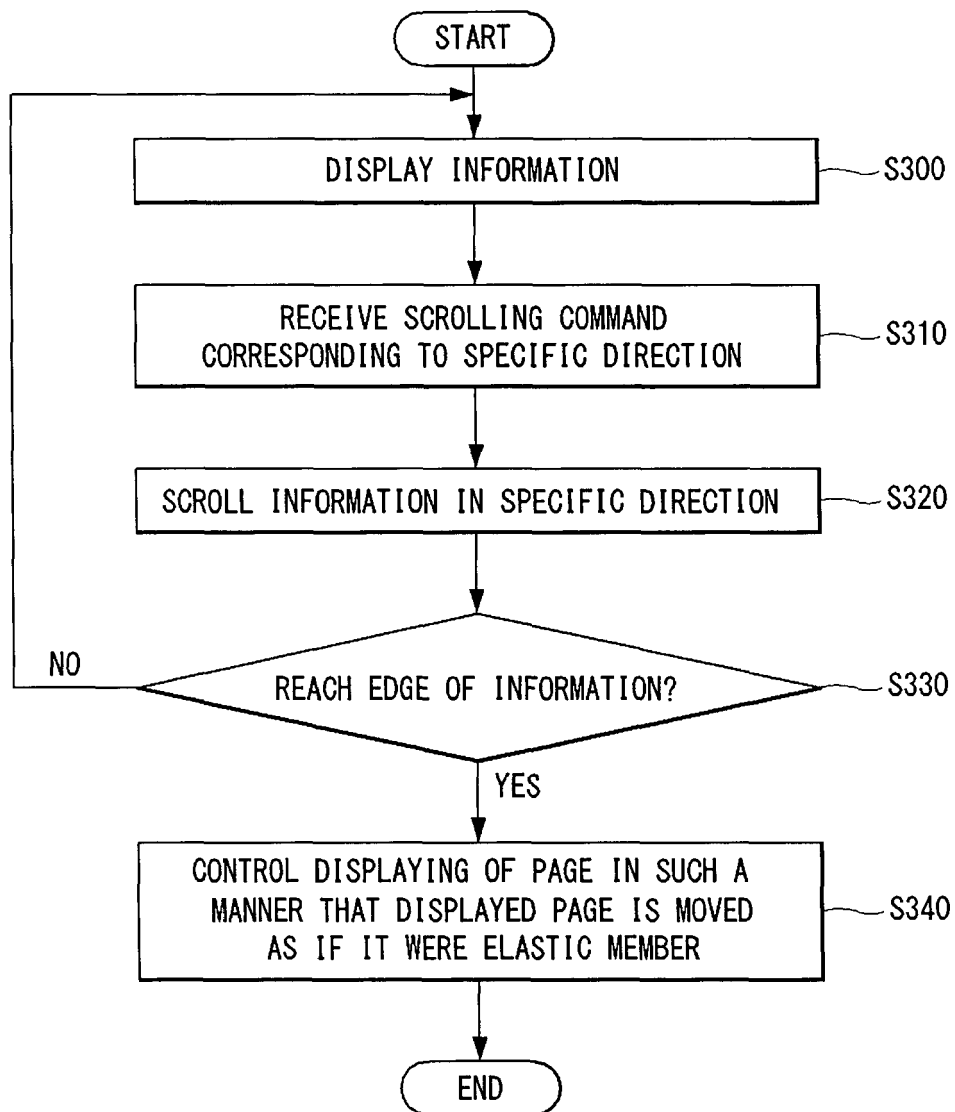 START
DISPLAY INFORMATION
S300
RECEIVE SCROLLING COMMAND
CORRESPONDING TO SPECIFIC DIRECTION
S310
SCROLL INFORMATION IN SPECIFIC DIRECTION
S320
NO
REACH EDGE OF INFORMATION?
S330
YES
CONTROL DISPLAYING OF PAGE IN SUCH A
MANNER THAT DISPLAYED PAGE IS MOVED
AS IF IT WERE ELASTIC MEMBER
S340
END